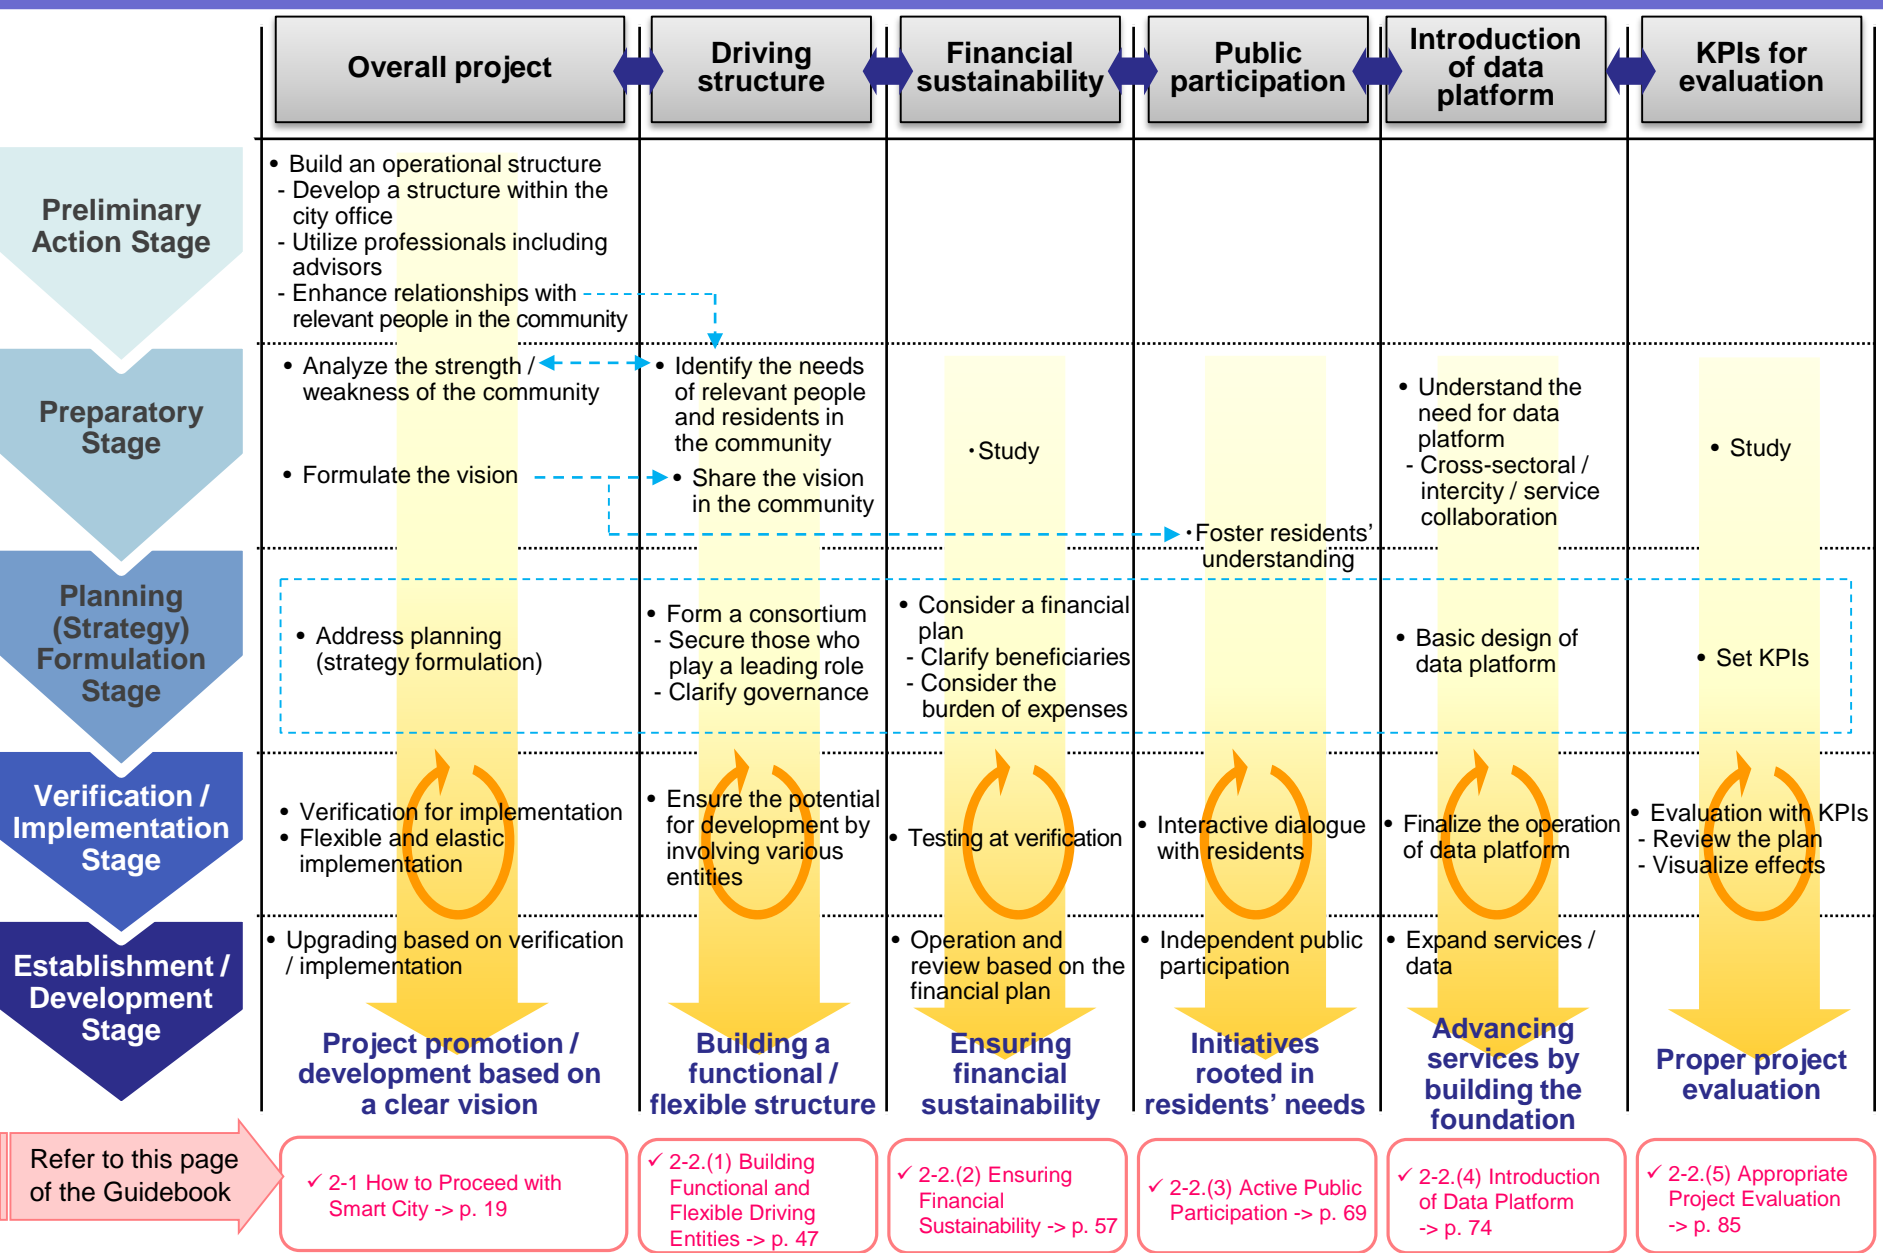 Overall project
Driving
structure
Financial
sustainability
Public
participation
Introduction
of data
platform
KPIs for
evaluation
Preliminary
Action Stage
• Build an operational structure
- Develop a structure within the
city office
- Utilize professionals including
advisors
- Enhance relationships with
relevant people in the community
Preparatory
Stage
• Analyze the strength /
weakness of the community
• Formulate the vision
• Identify the needs
of relevant people
and residents in
the community
• Share the vision
in the community
・Study
・Foster residents’
understanding
• Understand the
need for data
platform
- Cross-sectoral /
intercity / service
collaboration
• Study
Planning
(Strategy)
Formulation
Stage
• Address planning
(strategy formulation)
• Form a consortium
- Secure those who
play a leading role
- Clarify governance
• Consider a financial
plan
- Clarify beneficiaries
- Consider the
burden of expenses
• Basic design of
data platform
• Set KPIs
Verification /
Implementation
Stage
• Verification for implementation
• Flexible and elastic
implementation
• Ensure the potential
for development by
involving various
entities
• Testing at verification
• Interactive dialogue
with residents
• Finalize the operation
of data platform
• Evaluation with KPIs
- Review the plan
- Visualize effects
Establishment /
Development
Stage
• Upgrading based on verification
/ implementation
• Operation and
review based on the
financial plan
• Independent public
participation
• Expand services /
data
Project promotion /
development based on
a clear vision
Building a
functional /
flexible structure
Ensuring
financial
sustainability
Initiatives
rooted in
residents’ needs
Advancing
services by
building the
foundation
Proper project
evaluation
Refer to this page
of the Guidebook
✓ 2-1 How to Proceed with
Smart City -> p. 19
✓ 2-2.(1) Building
Functional and
Flexible Driving
Entities -> p. 47
✓ 2-2.(2) Ensuring
Financial
Sustainability -> p. 57
✓ 2-2.(3) Active Public
Participation -> p. 69
✓ 2-2.(4) Introduction
of Data Platform
-> p. 74
✓ 2-2.(5) Appropriate
Project Evaluation
-> p. 85